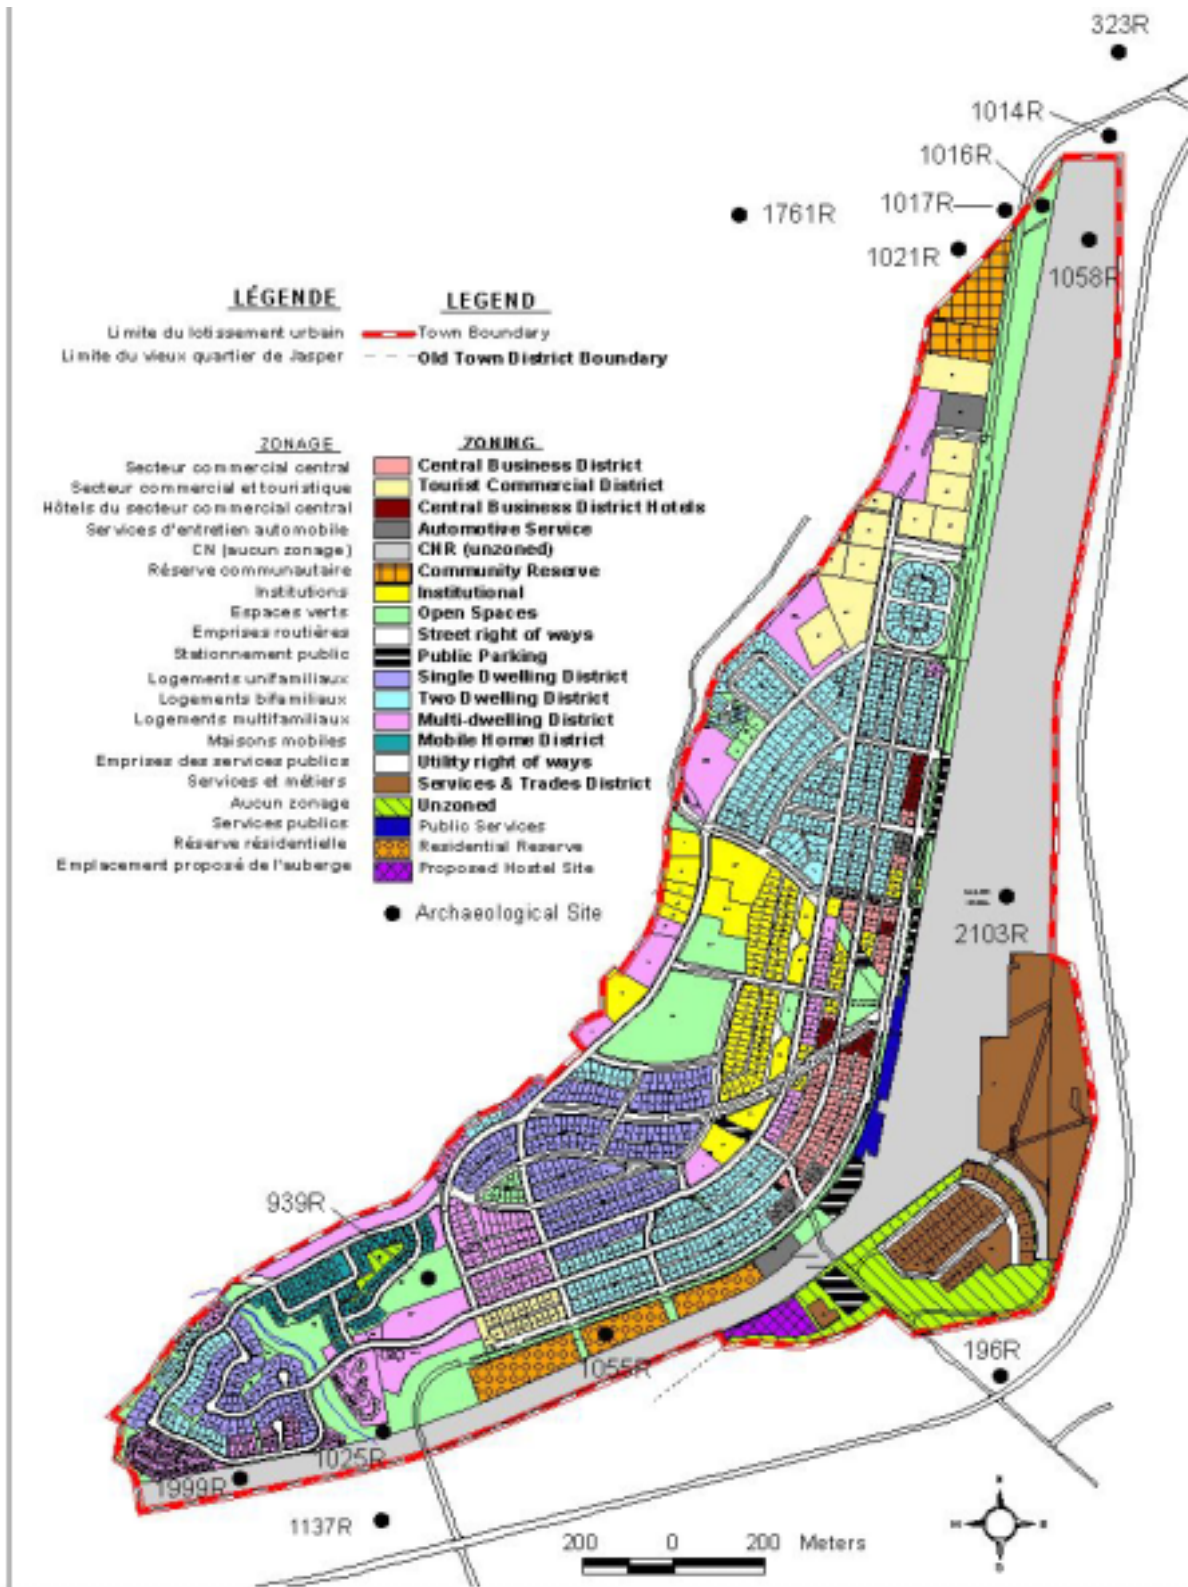 323R
1014R
1016R
1017R
1761R
1021R
1058R
LÉGENDE LEGEND
Limite du lotissement urbain Town Boundary
Limite du vieux quartier de Jasper Old Town District Boundary
ZONAGE ZONING
Secteur commercial central Central Business District
Secteur commercial et touristique Tourist Commercial District
Hôtels du secteur commercial central Central Business District Hotels
Services d'entretien automobile Automotive Service
CN (aucun zonage) CNR (unzoned)
Réserve communautaire Community Reserve
Institutions Institutional
Espaces verts Open Spaces
Emprises routières Street right of ways
Stationnement public Public Parking
Logements unifamiliaux Single Dwelling District
Logements bifamiliaux Two Dwelling District
Logements multifamiliaux Multi-dwelling District
Maisons mobiles Mobile Home District
Emprises des services publics Utility right of ways
Services et métiers Services & Trades District
Aucun zonage Unzoned
Services publics Public Services
Réserve résidentielle Residential Reserve
Emplacement proposé de l'auberge Proposed Hostel Site
Archaeological Site
2103R
939R
196R
1055R
1025R
1999R
1137R
200 0 200 Meters